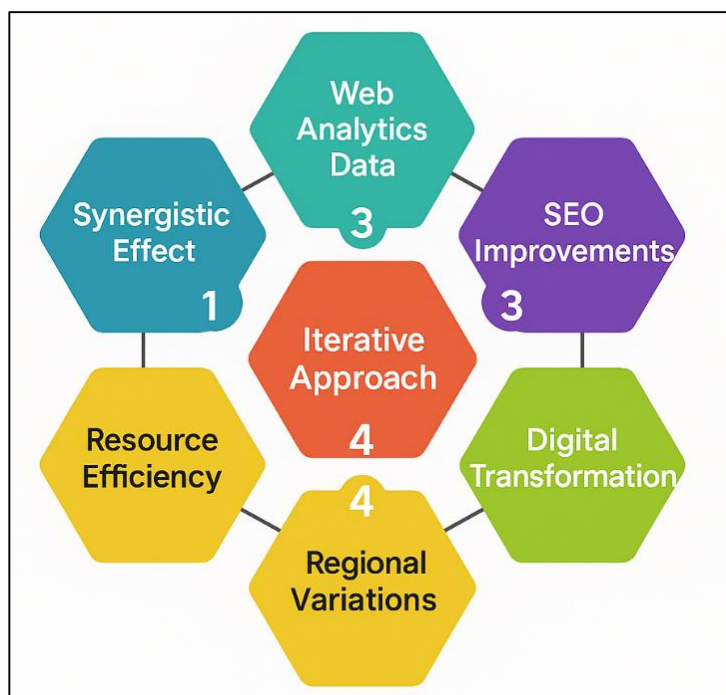 Web
Analytics
Data
3
Synergistic
Effect
1
SEO
Improvements
3
Iterative
Approach
4
Resource
Efficiency
Digital
Transformation
4
Regional
Variations